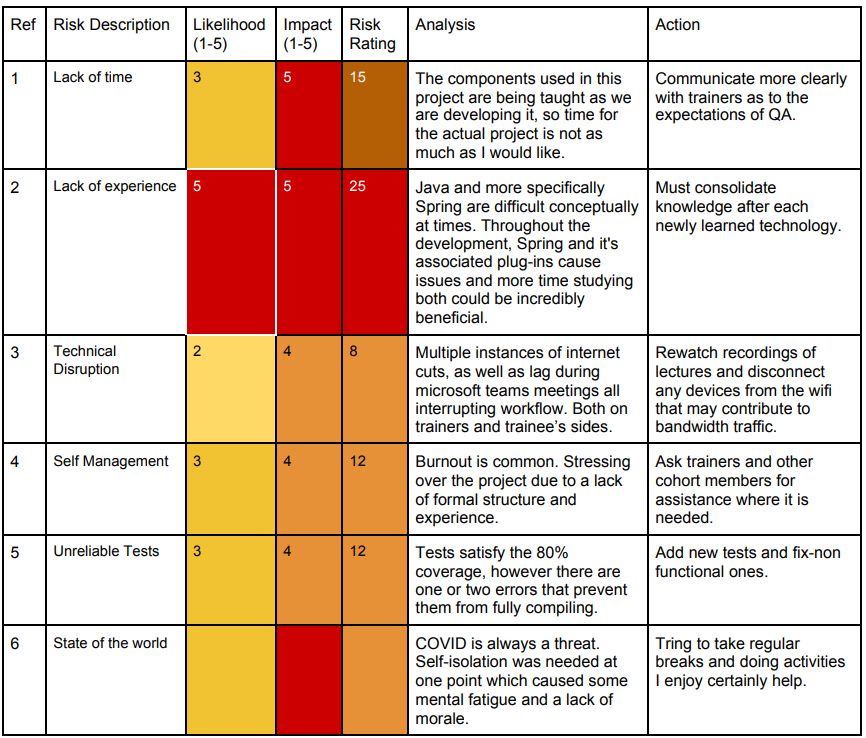 Ref Risk Description Likelihood (1-5) Impact (1-5) Risk Rating Analysis Action
1 Lack of time 3 5 15
The components used in this
project are being taught as we
are developing it, so time for
the actual project is not as
much as I would like.
Communicate more clearly
with trainers as to the
expectations of QA.
2 Lack of experience 5 5 25
Java and more specifically
Spring are difficult conceptually
at times. Throughout the
development, Spring and it's
associated plug-ins cause
issues and more time studying
both could be incredibly
beneficial.
Must consolidate
knowledge after each
newly learned technology.
3 Technical
Disruption
2 4 8
Multiple instances of internet
cuts, as well as lag during
microsoft teams meetings all
interrupting workflow. Both on
trainers and trainee’s sides.
Rewatch recordings of
lectures and disconnect
any devices from the wifi
that may contribute to
bandwidth traffic.
4 Self Management 3 4 12
Burnout is common. Stressing
over the project due to a lack
of formal structure and
experience.
Ask trainers and other
cohort members for
assistance where it is
needed.
5 Unreliable Tests 3 4 12
Tests satisfy the 80%
coverage, however there are
one or two errors that prevent
them from fully compiling.
Add new tests and fix-non
functional ones.
6 State of the world
COVID is always a threat.
Self-isolation was needed at
one point which caused some
mental fatigue and a lack of
morale.
Tring to take regular
breaks and doing activities
I enjoy certainly help.